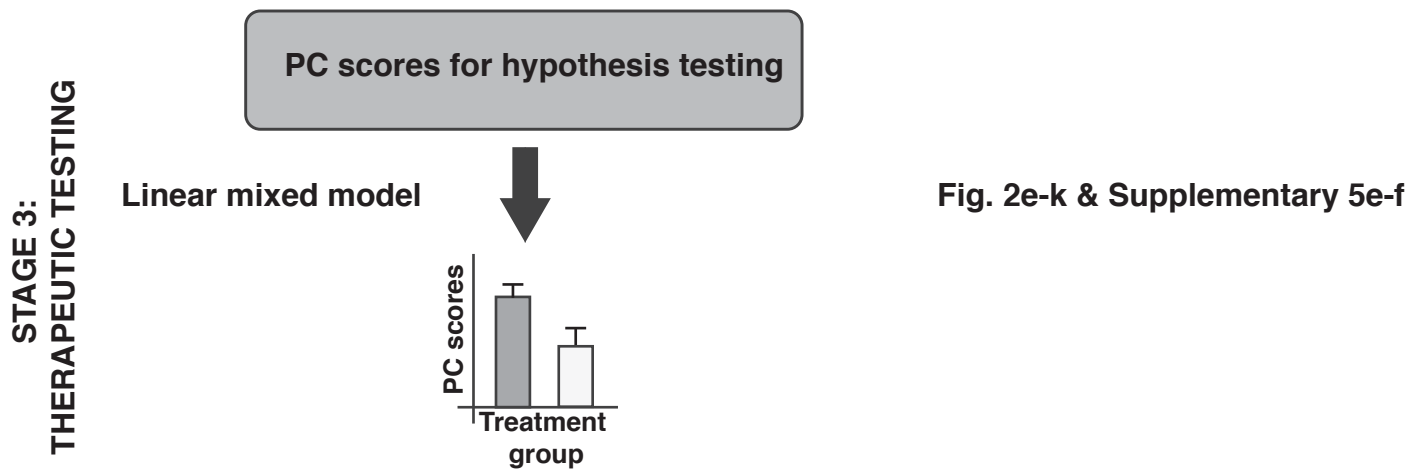 STAGE 3:
THERAPEUTIC TESTING
PC scores for hypothesis testing
Linear mixed model
Fig. 2e-k & Supplementary 5e-f
PC scores
Treatment
group